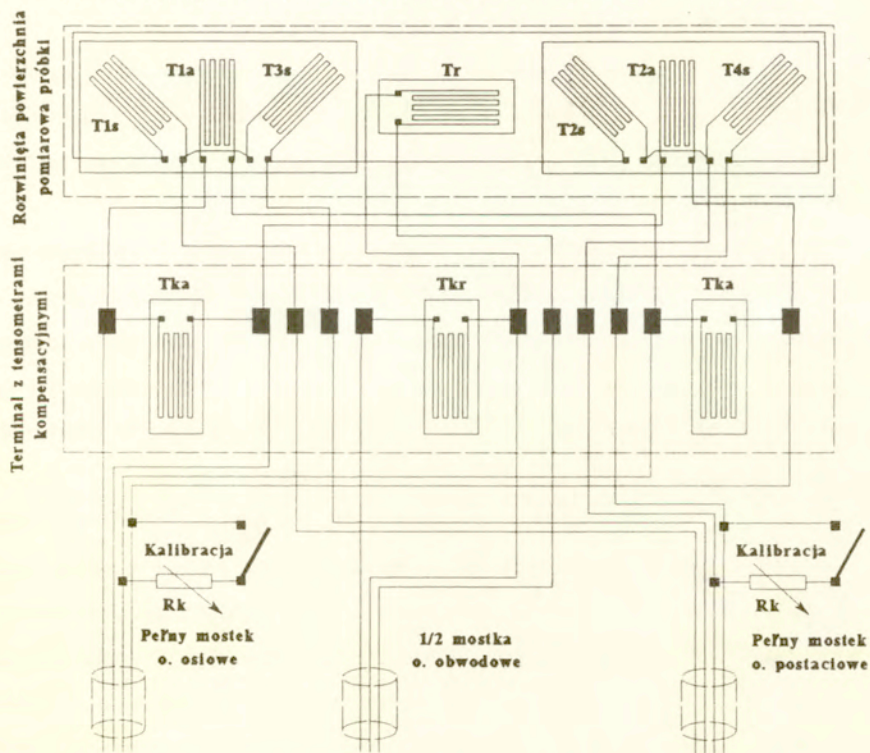 Rozwinięta powierzchnia
pomiarowa próbki
T1s
T1a
T3s
Tr
T2s
T2a
T4s
Terminal z tensometrami
kompensacyjnymi
Tka
Tkr
Tka
Kalibracja
Rk
Pełny mostek
o. osiowe
1/2 mostka
o. obwodowe
Kalibracja
Rk
Pełny mostek
o. postaciowe